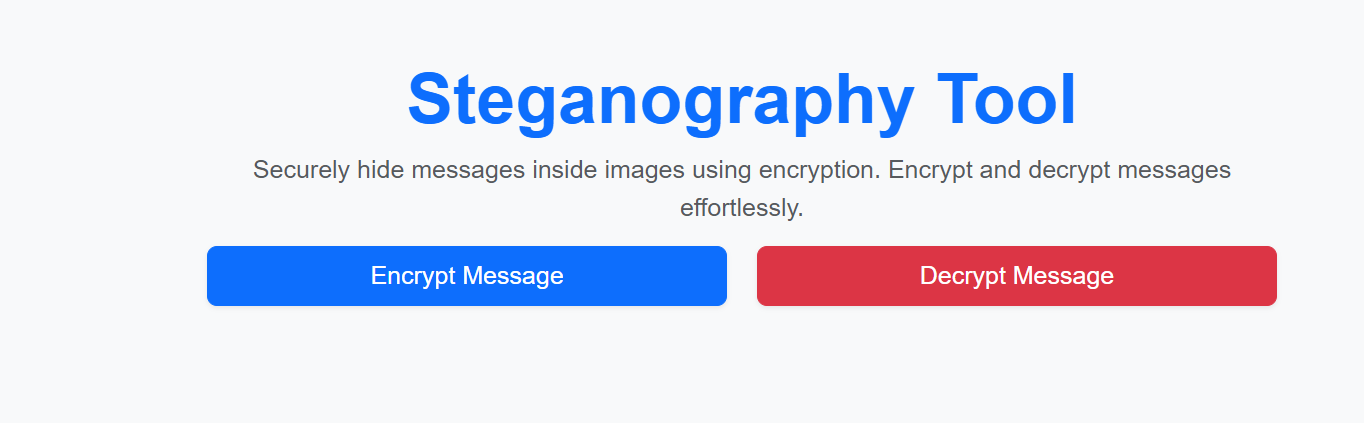 Steganography Tool
Securely hide messages inside images using encryption. Encrypt and decrypt messages
effortlessly.
Encrypt Message
Decrypt Message